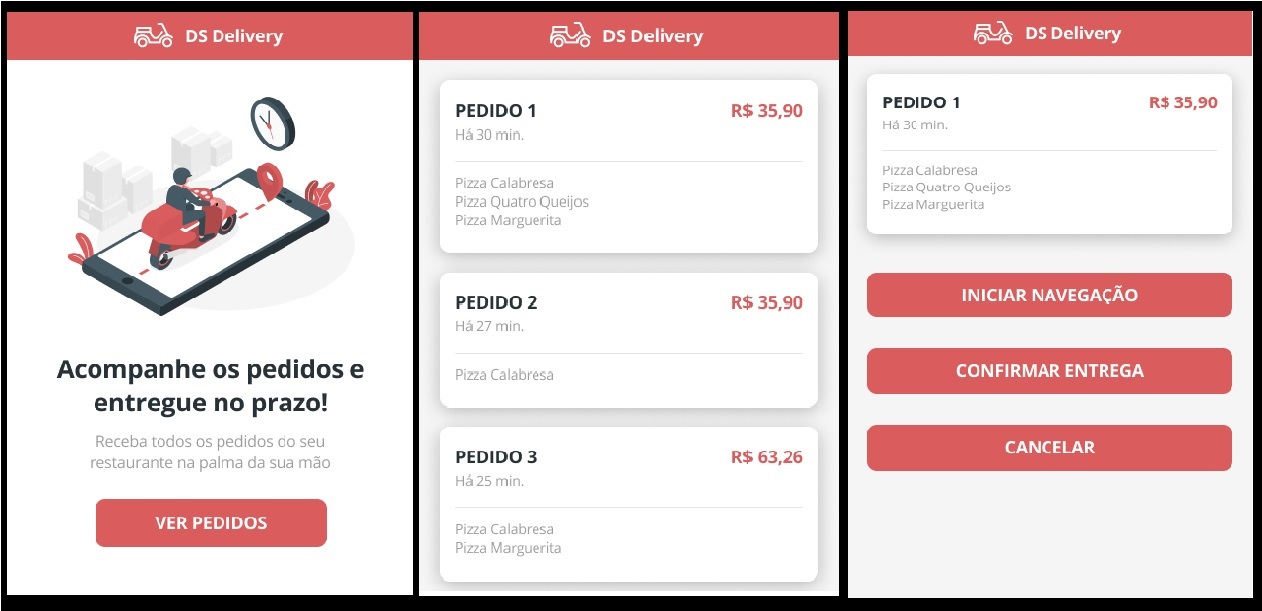 DS Delivery
Acompanhe os pedidos e
entregue no prazo!
Receba todos os pedidos do seu
restaurante na palma da sua mão
VER PEDIDOS
DS Delivery
PEDIDO 1 R$ 35,90
Há 30 min.
Pizza Calabresa
Pizza Quatro Queijos
Pizza Marguerita
PEDIDO 2 R$ 35,90
Há 27 min.
Pizza Calabresa
PEDIDO 3 R$ 63,26
Há 25 min.
Pizza Calabresa
Pizza Marguerita
DS Delivery
PEDIDO 1 R$ 35,90
Há 30 min.
Pizza Calabresa
Pizza Quatro Queijos
Pizza Marguerita
INICIAR NAVEGAÇÃO
CONFIRMAR ENTREGA
CANCELAR